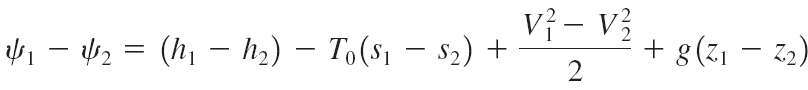 ψ₁ − ψ₂ = (h₁ − h₂) − T₀(s₁ − s₂) + (V₁² − V₂²)/2 + g(z₁ − z₂)